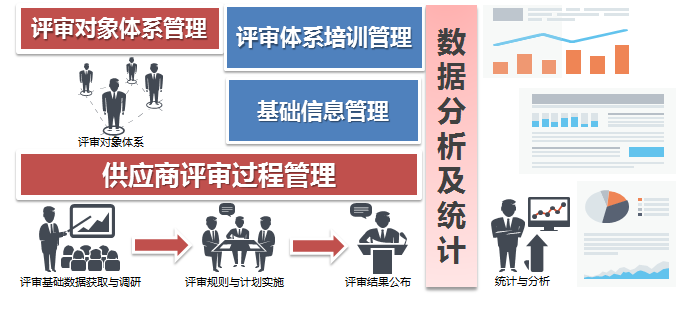 评审对象体系管理
评审体系培训管理
基础信息管理
评审对象体系
供应商评审过程管理
评审基础数据获取与调研
评审规则与计划实施
评审结果公布
数据分析及统计
统计与分析